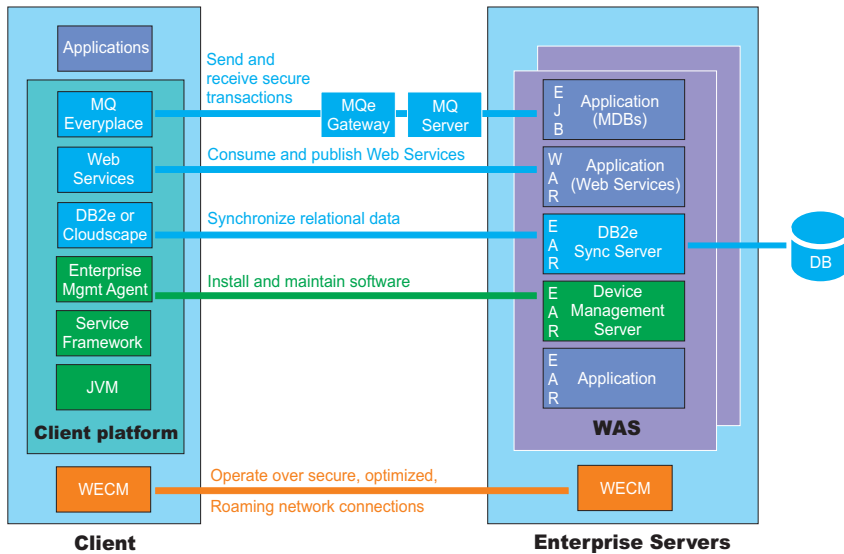 Applications
Send and
receive secure
transactions
MQ
Everyplace
MQe
Gateway
MQ
Server
E
J
B
Application
(MDBs)
Web
Services
Consume and publish Web Services
W
A
R
Application
(Web Services)
DB2e or
Cloudscape
Synchronize relational data
E
A
R
DB2e
Sync Server
DB
Enterprise
Mgmt Agent
Install and maintain software
E
A
R
Device
Management
Server
Service
Framework
JVM
E
A
R
Application
Client platform
WAS
WECM
Operate over secure, optimized,
Roaming network connections
WECM
Client
Enterprise Servers